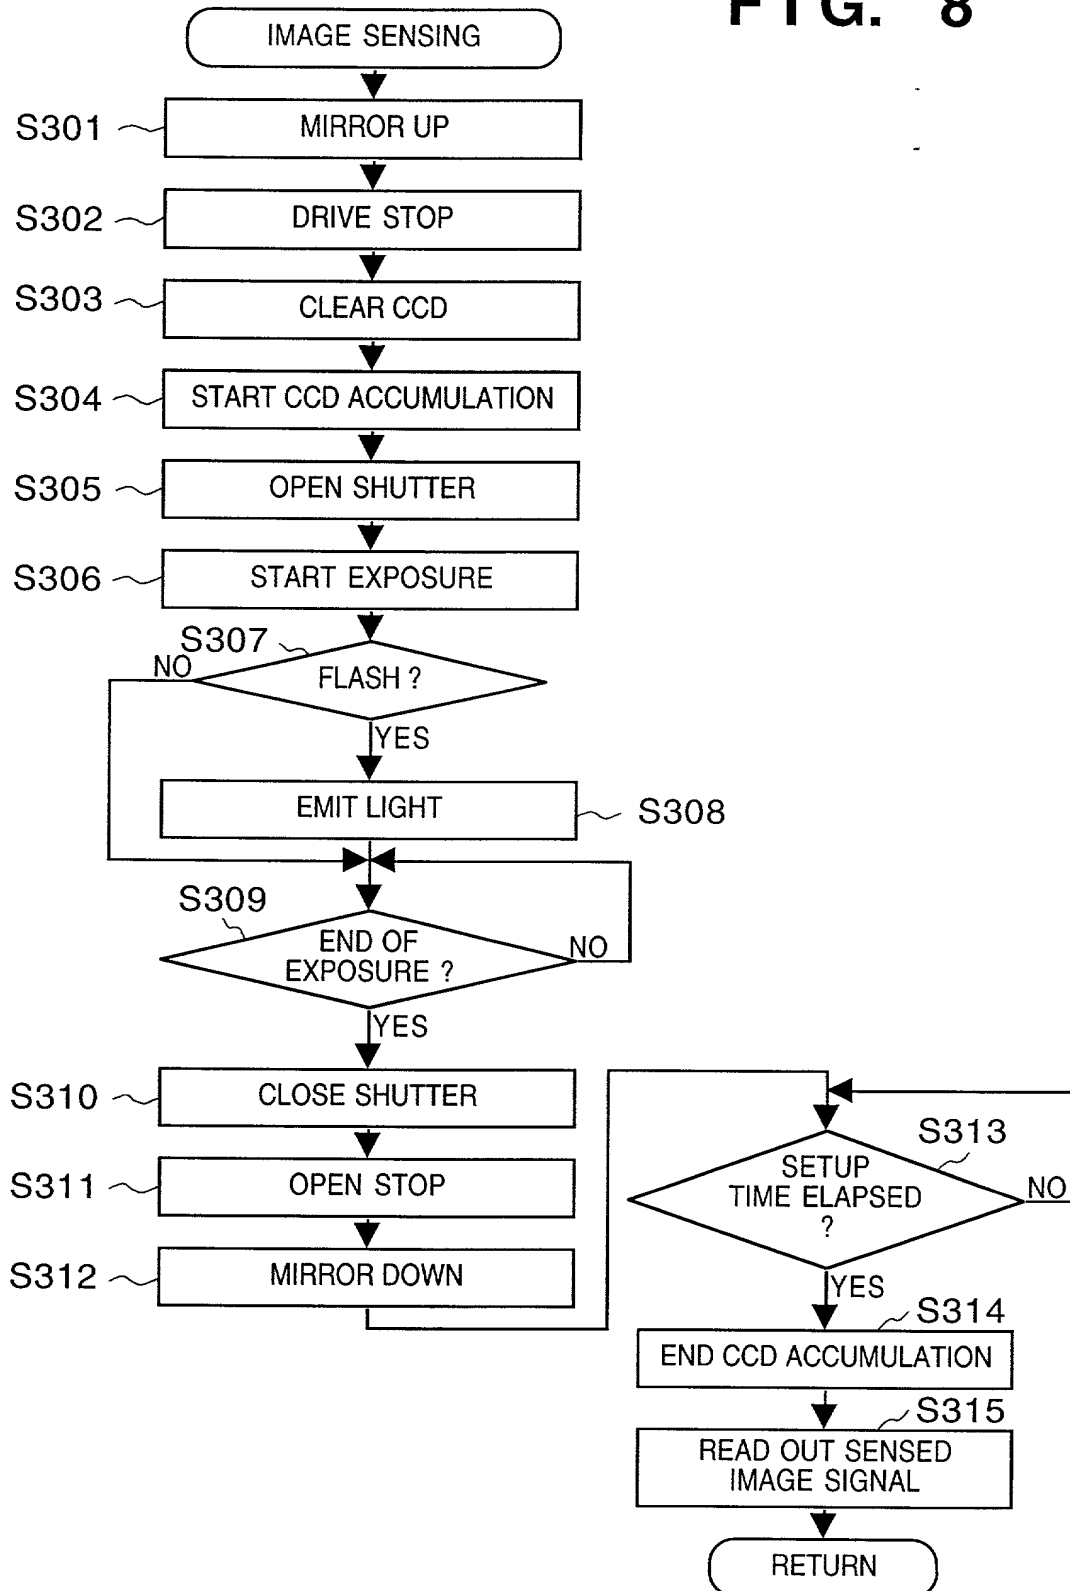 FIG. 8
IMAGE SENSING
S301
MIRROR UP
S302
DRIVE STOP
S303
CLEAR CCD
S304
START CCD ACCUMULATION
S305
OPEN SHUTTER
S306
START EXPOSURE
S307
NO
FLASH ?
YES
EMIT LIGHT
S308
S309
END OF
EXPOSURE ?
NO
YES
S310
CLOSE SHUTTER
S311
OPEN STOP
S312
MIRROR DOWN
S313
SETUP
TIME ELAPSED
?
NO
YES
S314
END CCD ACCUMULATION
S315
READ OUT SENSED
IMAGE SIGNAL
RETURN